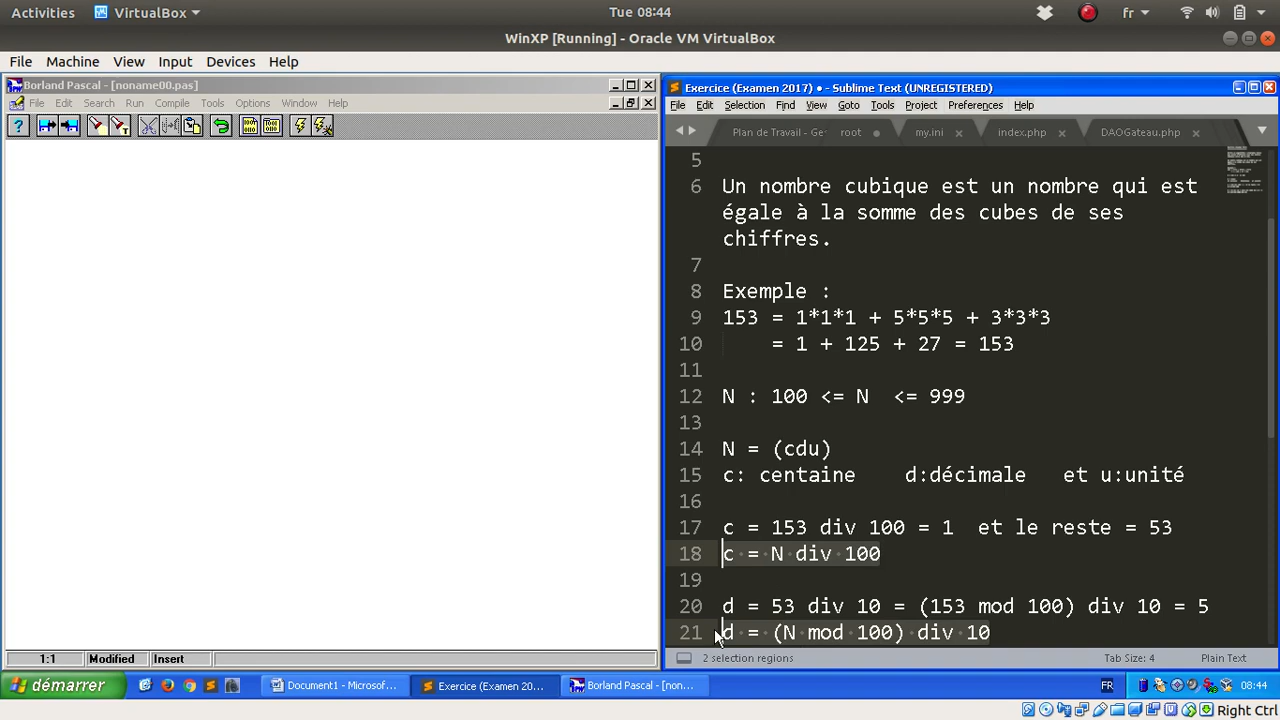 Activities VirtualBox Tue 08:44 fr
WinXP [Running] - Oracle VM VirtualBox
File Machine View Input Devices Help
Borland Pascal - [noname00.pas]
File Edit Search Run Compile Tools Options Window Help
1:1 Modified Insert
Exercice (Examen 2017) • - Sublime Text (UNREGISTERED)
File Edit Selection Find View Goto Tools Project Preferences Help
Plan de Travail - Ge root my.ini index.php DAOGateau.php
5
6 Un nombre cubique est un nombre qui est
égale à la somme des cubes de ses
chiffres.
7
8 Exemple :
9 153 = 1*1*1 + 5*5*5 + 3*3*3
10 = 1 + 125 + 27 = 153
11
12 N : 100 <= N <= 999
13
14 N = (cdu)
15 c: centaine d:décimale et u:unité
16
17 c = 153 div 100 = 1 et le reste = 53
18 c = N div 100
19
20 d = 53 div 10 = (153 mod 100) div 10 = 5
21 d = (N mod 100) div 10
2 selection regions Tab Size: 4 Plain Text
démarrer Document1 - Microsof... Exercice (Examen 20... Borland Pascal - [non... FR 08:44
Right Ctrl